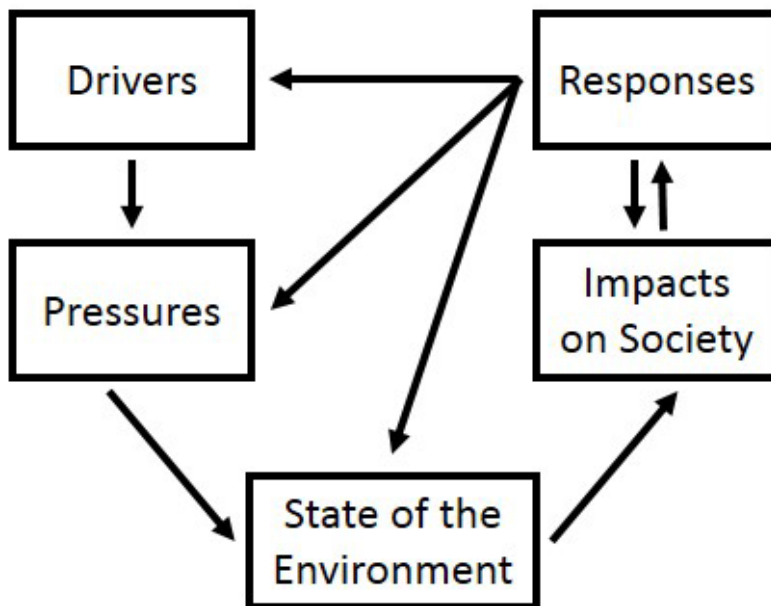 Drivers
Responses
Pressures
Impacts
on Society
State of the
Environment